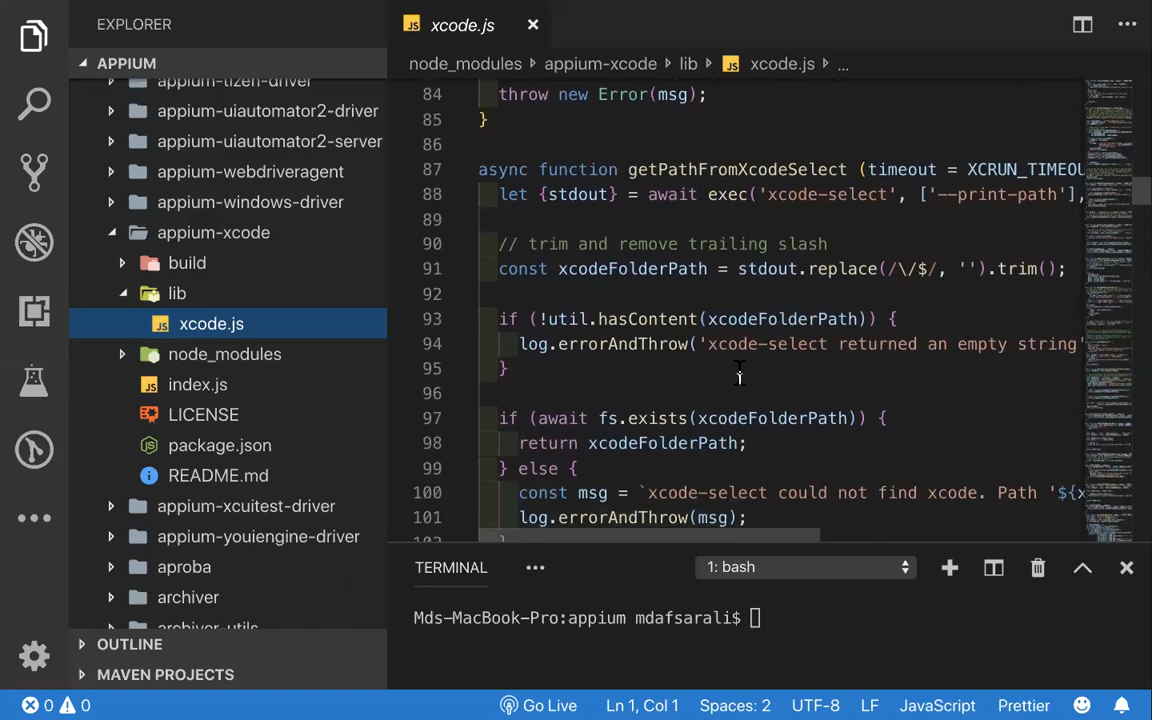 EXPLORER
APPIUM
appium-tizen-driver
appium-uiautomator2-driver
appium-uiautomator2-server
appium-webdriveragent
appium-windows-driver
appium-xcode
build
lib
xcode.js
node_modules
index.js
LICENSE
package.json
README.md
appium-xcuitest-driver
appium-youiengine-driver
aproba
archiver
archiver-utils
OUTLINE
MAVEN PROJECTS
JS xcode.js
node_modules › appium-xcode › lib › JS xcode.js › ...
84 throw new Error(msg);
85 }
86
87 async function getPathFromXcodeSelect (timeout = XCRUN_TIMEOU
88 let {stdout} = await exec('xcode-select', ['--print-path'],
89
90 // trim and remove trailing slash
91 const xcodeFolderPath = stdout.replace(/\/$/, '').trim();
92
93 if (!util.hasContent(xcodeFolderPath)) {
94 log.errorAndThrow('xcode-select returned an empty string'
95 }
96
97 if (await fs.exists(xcodeFolderPath)) {
98 return xcodeFolderPath;
99 } else {
100 const msg = `xcode-select could not find xcode. Path '${x
101 log.errorAndThrow(msg);
102 }
TERMINAL ••• 1: bash
Mds-MacBook-Pro:appium mdafsarali$
0 0 Go Live Ln 1, Col 1 Spaces: 2 UTF-8 LF JavaScript Prettier